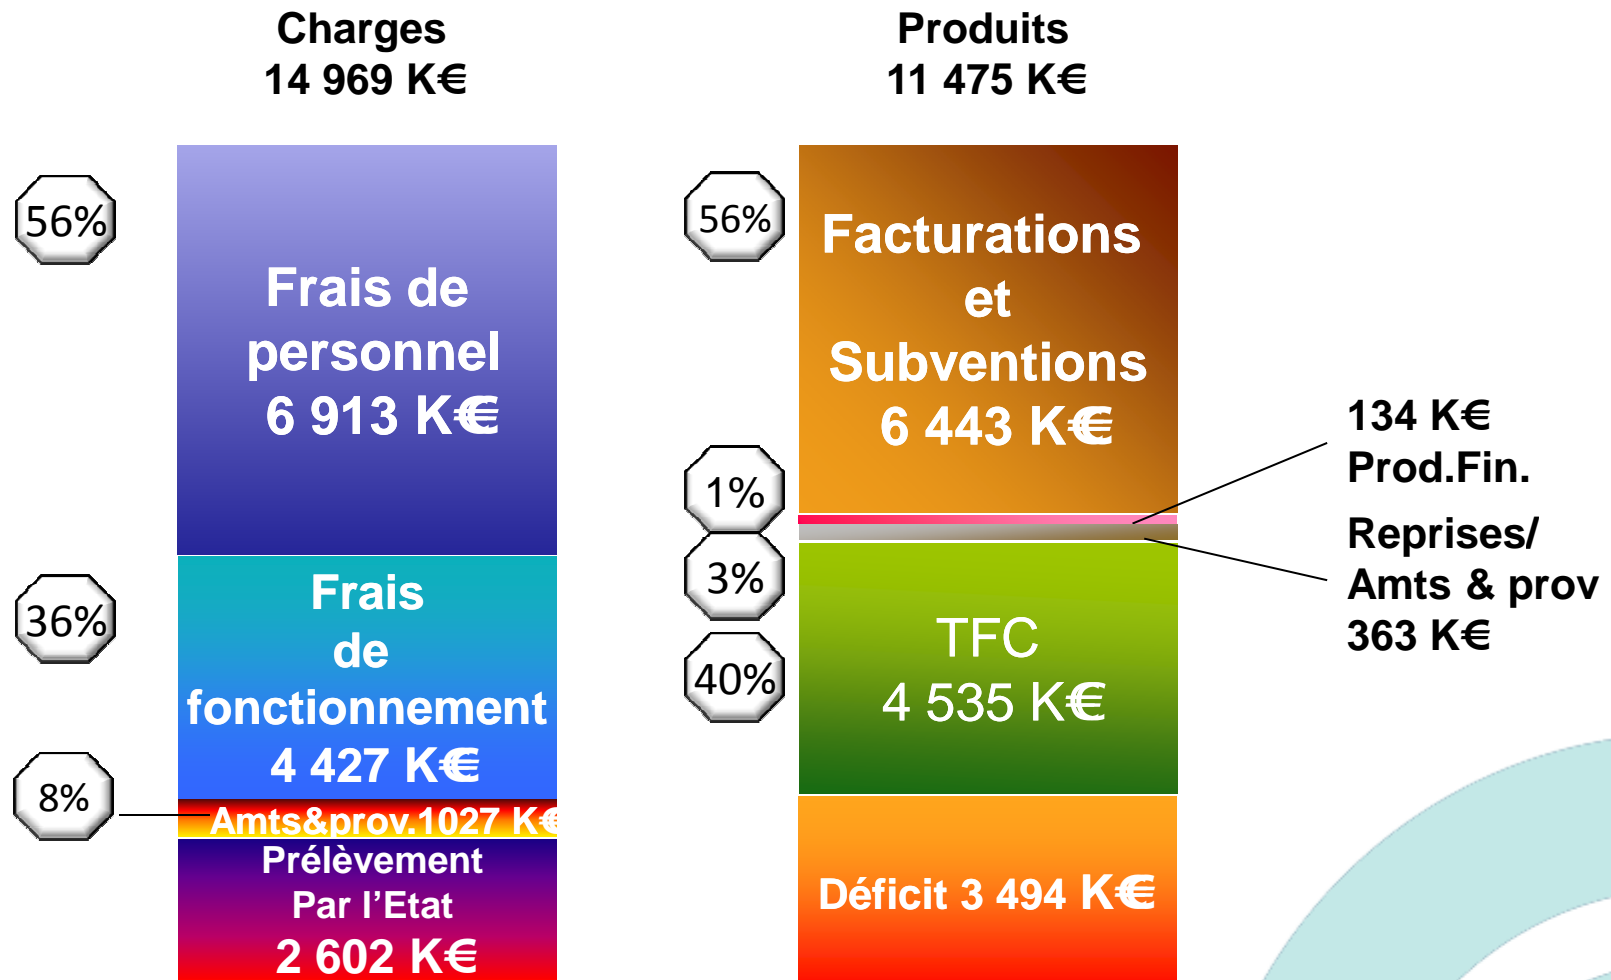 Charges
14 969 K€
56%
Frais de
personnel
6 913 K€
36%
Frais
de
fonctionnement
4 427 K€
8%
Amts&prov.1027 K€
Prélèvement
Par l’Etat
2 602 K€
Produits
11 475 K€
56%
Facturations
et
Subventions
6 443 K€
1%
3%
40%
TFC
4 535 K€
Déficit 3 494 K€
134 K€
Prod.Fin.
Reprises/
Amts & prov
363 K€